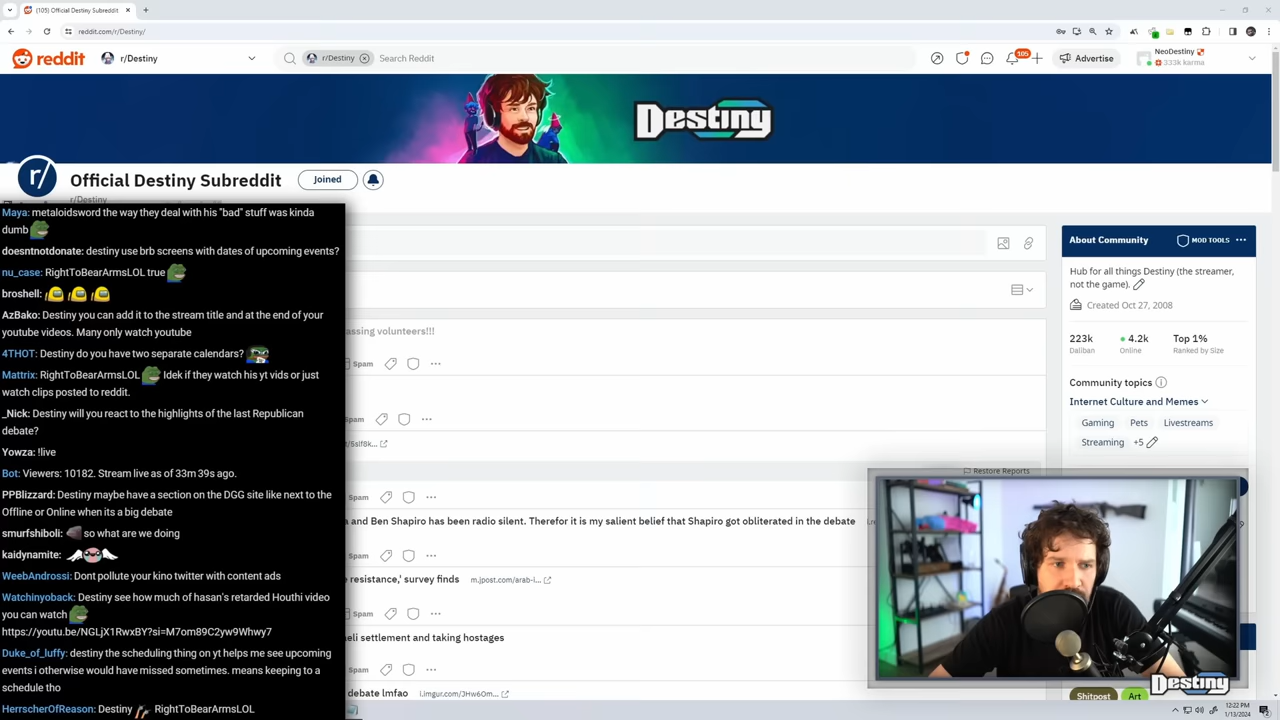 (105) Official Destiny Subreddit
reddit.com/r/Destiny/
reddit
r/Destiny
r/Destiny
Search Reddit
105
Advertise
NeoDestiny
333k karma
Destiny
r/
Official Destiny Subreddit
Joined
r/Destiny
Maya: metaloidsword the way they deal with his "bad" stuff was kinda
dumb
doesntnotdonate: destiny use brb screens with dates of upcoming events?
nu_case: RightToBearArmsLOL true
broshell:
AzBako: Destiny you can add it to the stream title and at the end of your
youtube videos. Many only watch youtube
4THOT: Destiny do you have two separate calendars?
Mattrix: RightToBearArmsLOL Idek if they watch his yt vids or just
watch clips posted to reddit.
_Nick: Destiny will you react to the highlights of the last Republican
debate?
Yowza: !live
Bot: Viewers: 10182. Stream live as of 33m 39s ago.
PPBlizzard: Destiny maybe have a section on the DGG site like next to the
Offline or Online when its a big debate
smurfshiboli: so what are we doing
kaidynamite:
WeebAndrossi: Dont pollute your kino twitter with content ads
Watchinyoback: Destiny see how much of hasan's retarded Houthi video
you can watch
https://youtu.be/NGLjX1RwxBY?si=M7om89C2yw9Whwy7
Duke_of_luffy: destiny the scheduling thing on yt helps me see upcoming
events i otherwise would have missed sometimes. means keeping to a
schedule tho
HerrscherOfReason: Destiny RightToBearArmsLOL
assing volunteers!!!
Spam
Spam
t/5slf8k...
Restore Reports
Spam
a and Ben Shapiro has been radio silent. Therefor it is my salient belief that Shapiro got obliterated in the debate
Spam
e resistance,' survey finds m.jpost.com/arab-i...
Spam
aeli settlement and taking hostages
Spam
debate lmfao i.imgur.com/JHw6Om...
About Community
MOD TOOLS
Hub for all things Destiny (the streamer,
not the game).
Created Oct 27, 2008
223k 4.2k Top 1%
Daliban Online Ranked by Size
Community topics
Internet Culture and Memes
Gaming Pets Livestreams
Streaming +5
Destiny
Shitpost Art
12:22 PM
1/13/2024